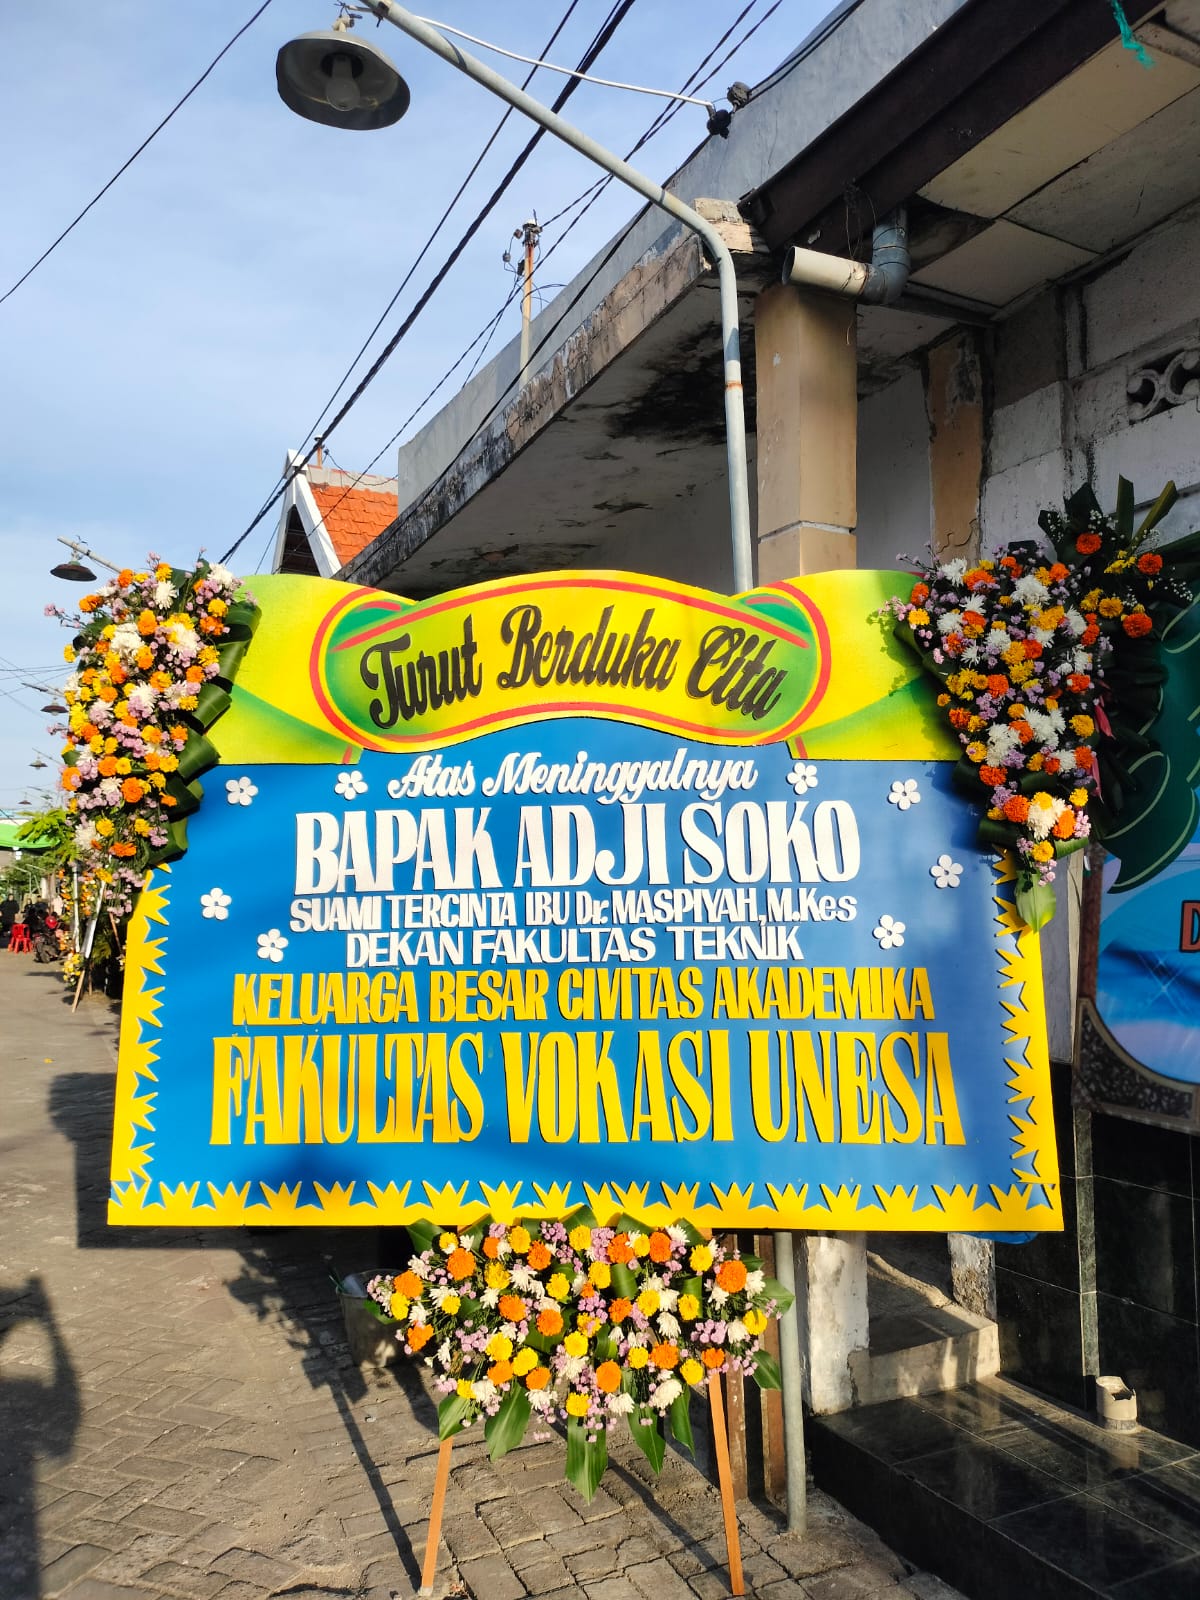 Turut Berduka Cita
Atas Meninggalnya
BAPAK ADJI SOKO
SUAMI TERCINTA IBU Dr. MASPIYAH, M.Kes
DEKAN FAKULTAS TEKNIK
KELUARGA BESAR CIVITAS AKADEMIKA
FAKULTAS VOKASI UNESA